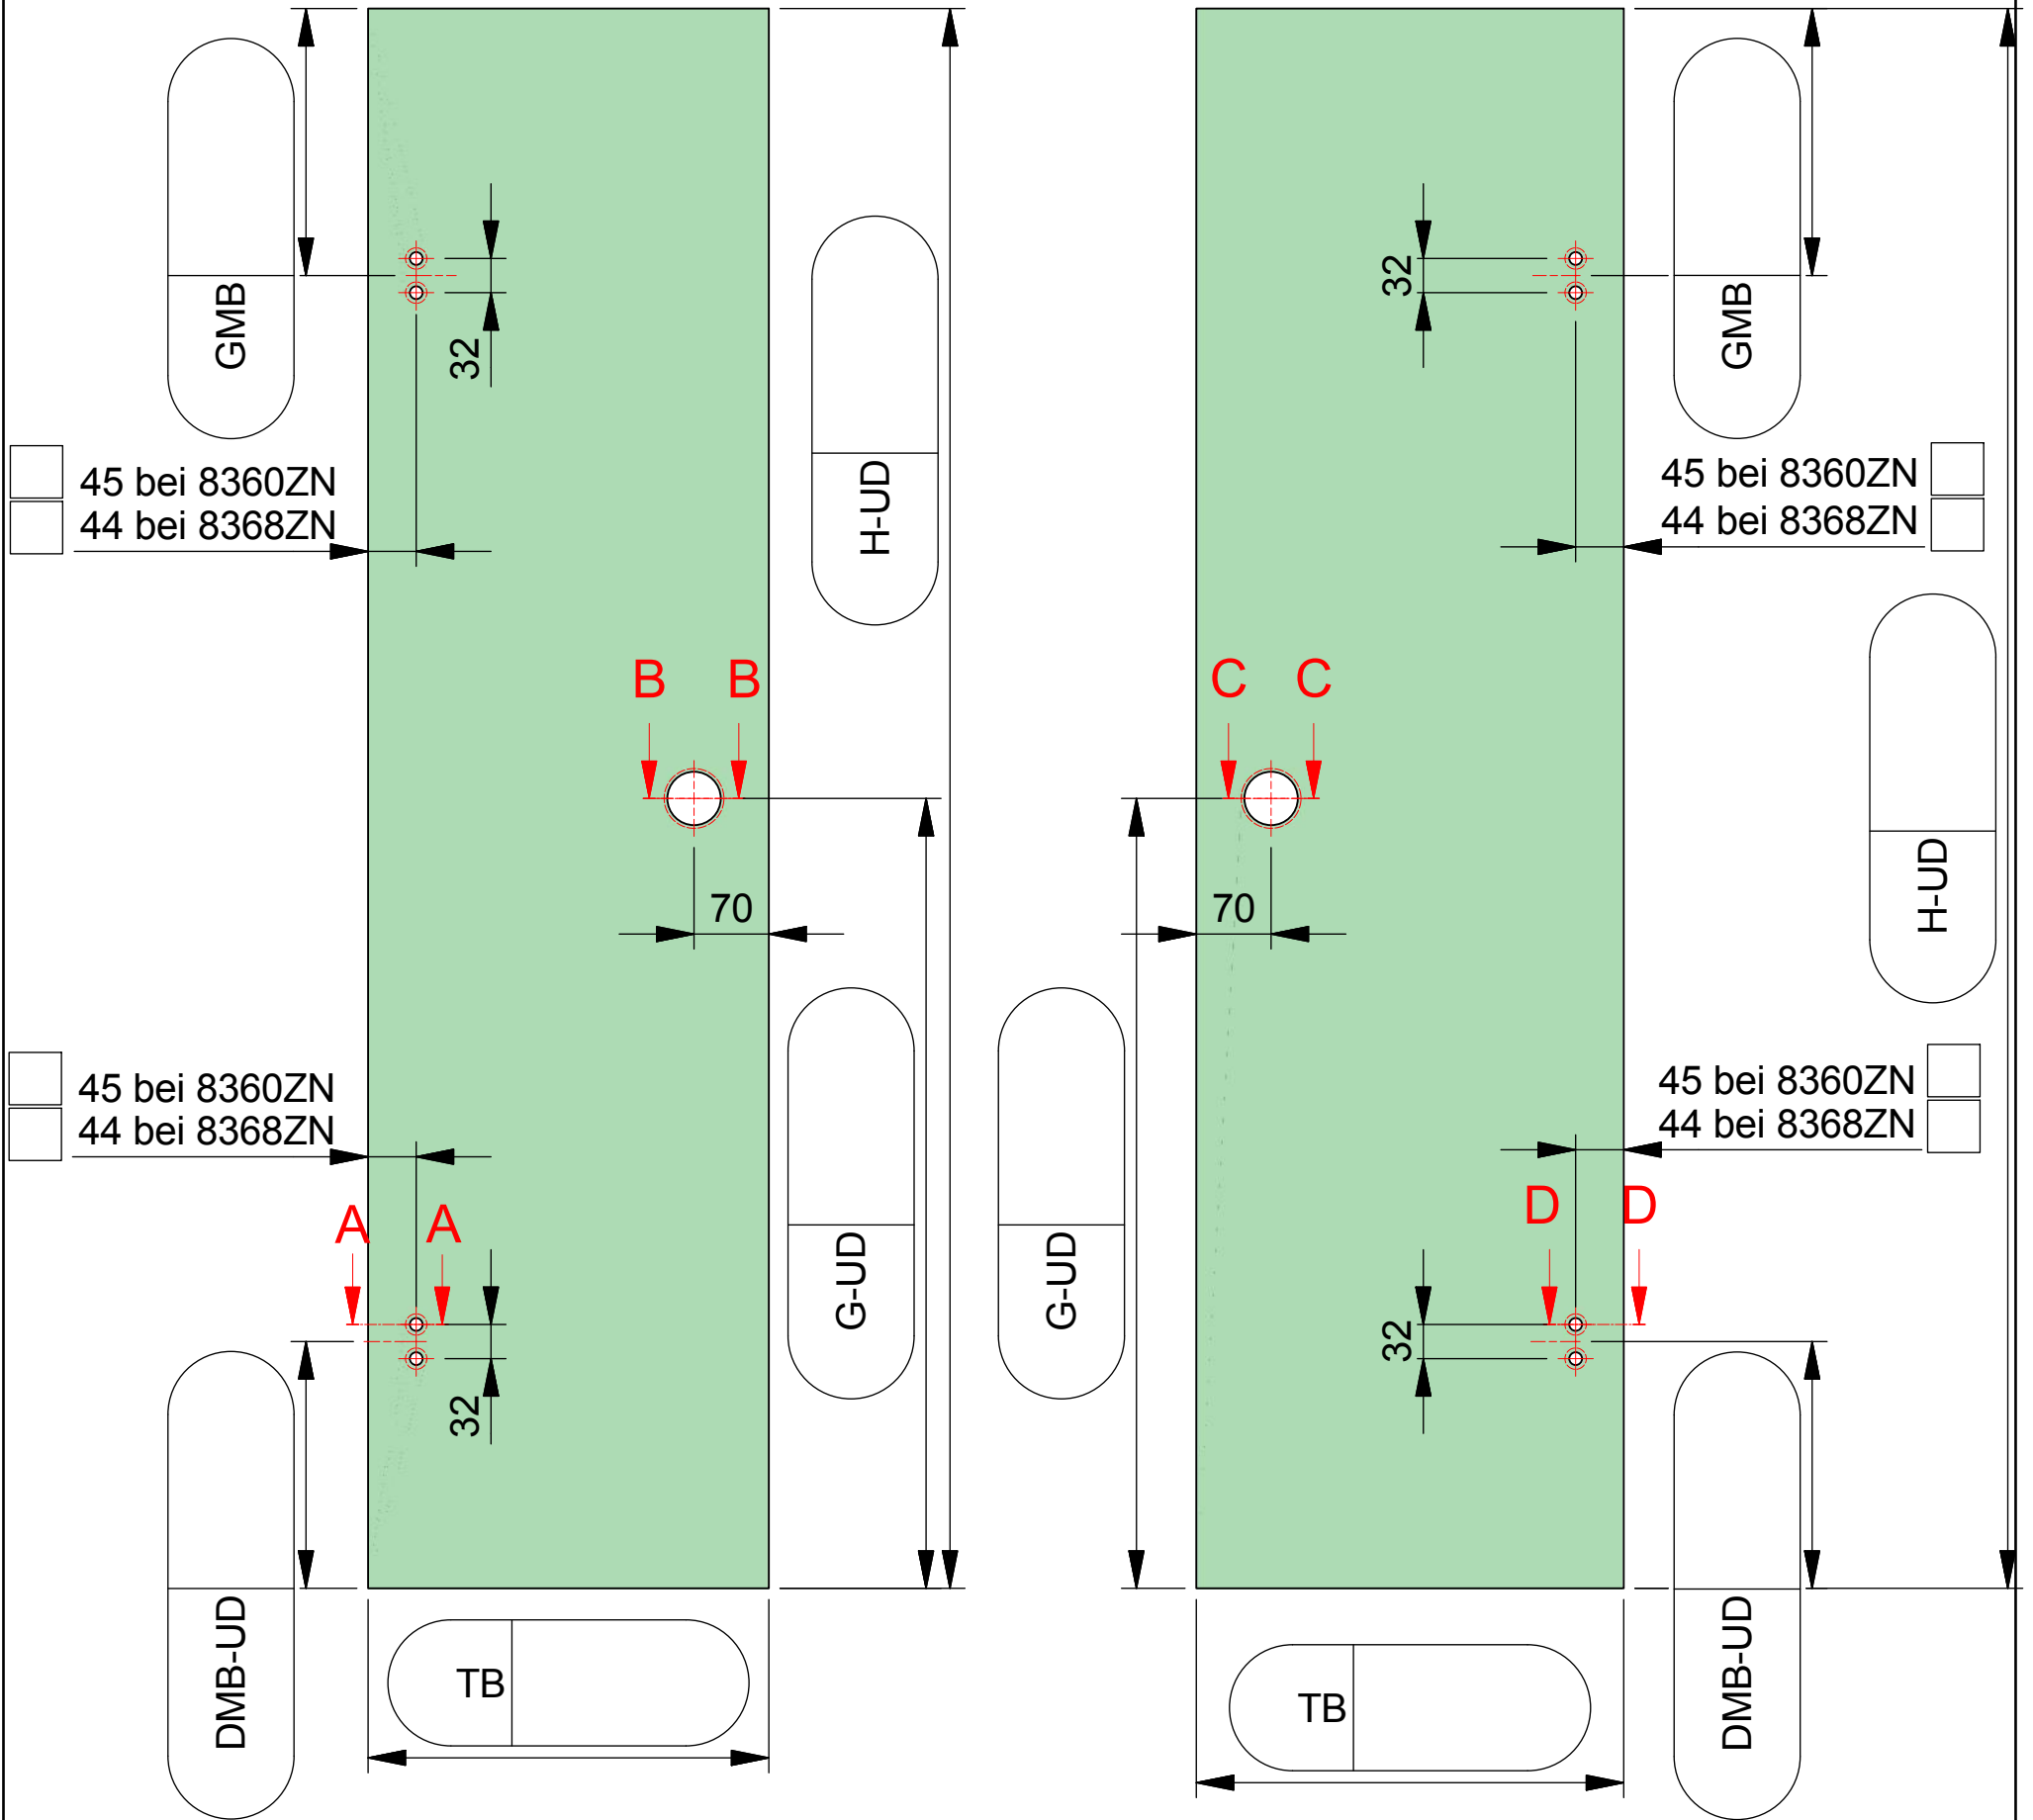 GMB
32
45 bei 8360ZN
44 bei 8368ZN
H-UD
B B
70
G-UD
45 bei 8360ZN
44 bei 8368ZN
A A
32
DMB-UD
TB
32
GMB
45 bei 8360ZN
44 bei 8368ZN
C C
H-UD
70
G-UD
45 bei 8360ZN
44 bei 8368ZN
D D
32
DMB-UD
TB